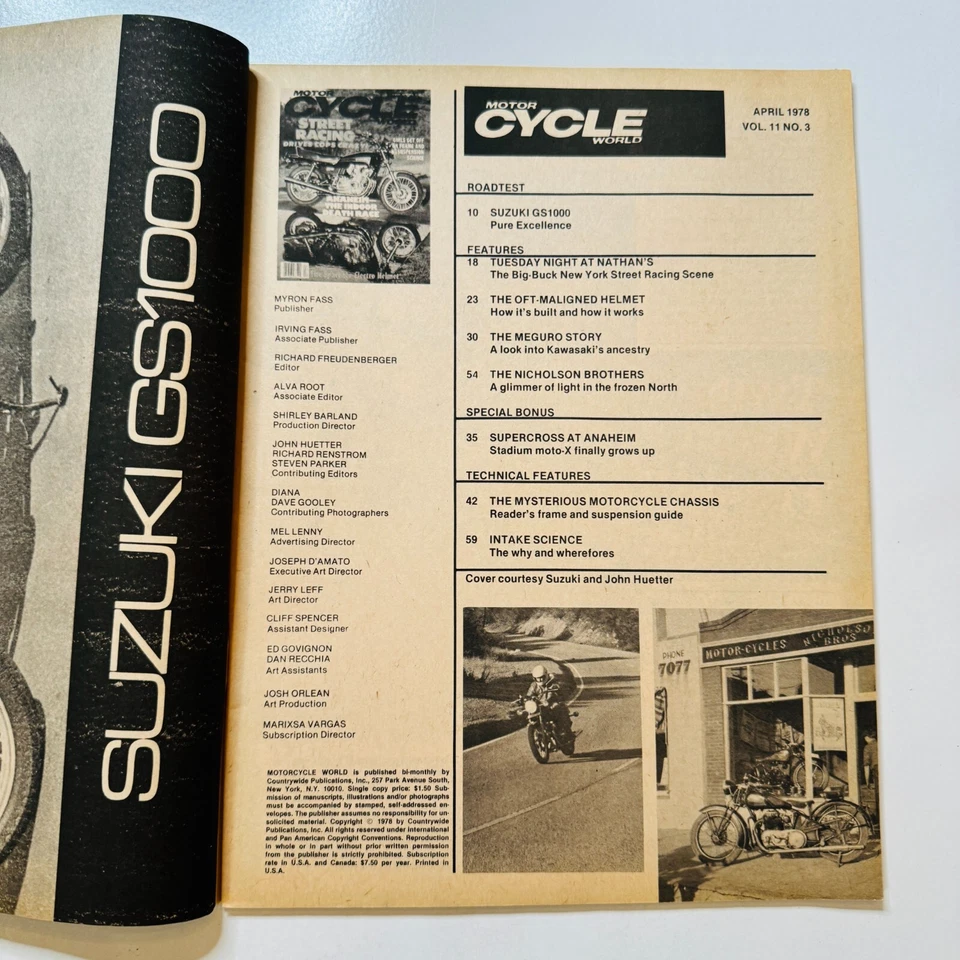 SUZUKI GS1000
MOTOR
CYCLE
STREET
RACING
DRIVES COPS CRAZY
ANAHEIM—
THE INDOOR
DEATH RACE
MYRON FASS
Publisher
IRVING FASS
Associate Publisher
RICHARD FREUDENBERGER
Editor
ALVA ROOT
Associate Editor
SHIRLEY BARLAND
Production Director
JOHN HUETTER
RICHARD RENSTROM
STEVEN PARKER
Contributing Editors
DIANA
DAVE GOOLEY
Contributing Photographers
MEL LENNY
Advertising Director
JOSEPH D'AMATO
Executive Art Director
JERRY LEFF
Art Director
CLIFF SPENCER
Assistant Designer
ED GOVIGNON
DAN RECCHIA
Art Assistants
JOSH ORLEAN
Art Production
MARIXSA VARGAS
Subscription Director
MOTORCYCLE WORLD is published bi-monthly by
Countrywide Publications, Inc., 257 Park Avenue South,
New York, N.Y. 10010. Single copy price: $1.50 Sub-
mission of manuscripts, illustrations and/or photographs
must be accompanied by stamped, self-addressed en-
velopes. The publisher assumes no responsibility for un-
solicited material. Copyright © 1978 by Countrywide
Publications, Inc. All rights reserved under international
and Pan American Copyright Conventions. Reproduction
in whole or in part without prior written permission
from the publisher is strictly prohibited. Subscription
rate in U.S.A. and Canada: $7.50 per year. Printed in
U.S.A.
MOTOR
CYCLE
WORLD
APRIL 1978
VOL. 11 NO. 3
ROADTEST
10 SUZUKI GS1000
Pure Excellence
FEATURES
18 TUESDAY NIGHT AT NATHAN'S
The Big-Buck New York Street Racing Scene
23 THE OFT-MALIGNED HELMET
How it's built and how it works
30 THE MEGURO STORY
A look into Kawasaki's ancestry
54 THE NICHOLSON BROTHERS
A glimmer of light in the frozen North
SPECIAL BONUS
35 SUPERCROSS AT ANAHEIM
Stadium moto-X finally grows up
TECHNICAL FEATURES
42 THE MYSTERIOUS MOTORCYCLE CHASSIS
Reader's frame and suspension guide
59 INTAKE SCIENCE
The why and wherefores
Cover courtesy Suzuki and John Huetter
PHONE
7077
MOTOR-CYCLES NICHOLSO
BROS